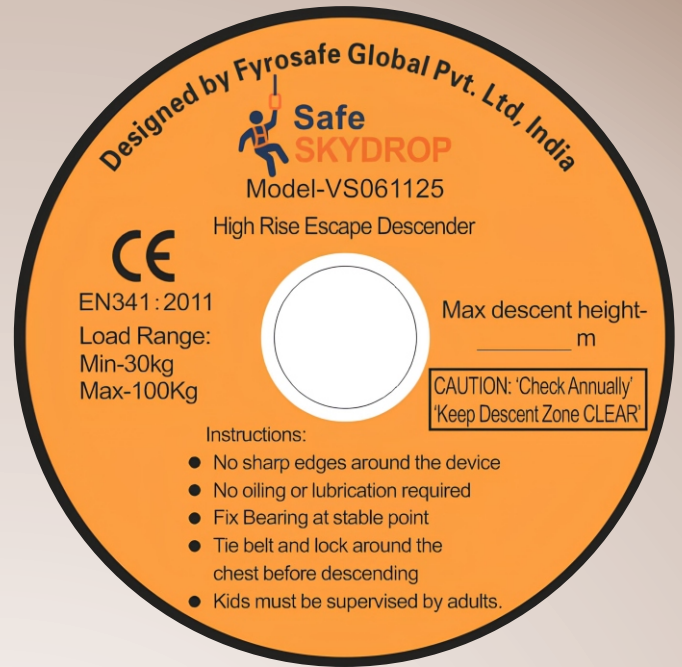 Designed by Fyrosafe Global Pvt. Ltd, India
Safe
SKYDROP
Model-VS061125
High Rise Escape Descender
CE
EN341:2011
Load Range:
Min-30kg
Max-100Kg
Max descent height-
________ m
CAUTION: 'Check Annually'
'Keep Descent Zone CLEAR'
Instructions:
● No sharp edges around the device
● No oiling or lubrication required
● Fix Bearing at stable point
● Tie belt and lock around the
chest before descending
● Kids must be supervised by adults.